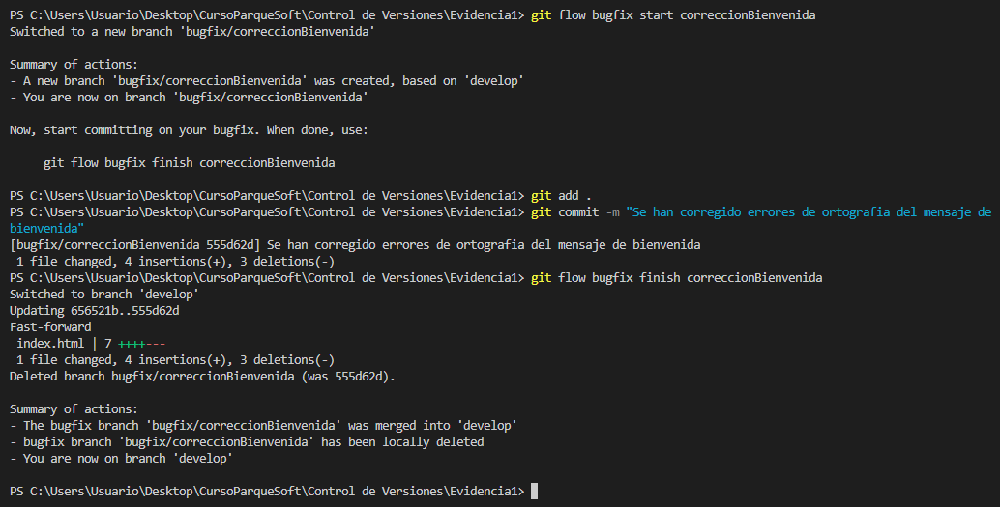 PS C:\Users\Usuario\Desktop\CursoParqueSoft\Control de Versiones\Evidencia1> git flow bugfix start correccionBienvenida
Switched to a new branch 'bugfix/correccionBienvenida'
Summary of actions:
- A new branch 'bugfix/correccionBienvenida' was created, based on 'develop'
- You are now on branch 'bugfix/correccionBienvenida'
Now, start committing on your bugfix. When done, use:
git flow bugfix finish correccionBienvenida
PS C:\Users\Usuario\Desktop\CursoParqueSoft\Control de Versiones\Evidencia1> git add .
PS C:\Users\Usuario\Desktop\CursoParqueSoft\Control de Versiones\Evidencia1> git commit -m "Se han corregido errores de ortografia del mensaje de
bienvenida"
[bugfix/correccionBienvenida 555d62d] Se han corregido errores de ortografia del mensaje de bienvenida
1 file changed, 4 insertions(+), 3 deletions(-)
PS C:\Users\Usuario\Desktop\CursoParqueSoft\Control de Versiones\Evidencia1> git flow bugfix finish correccionBienvenida
Switched to branch 'develop'
Updating 656521b..555d62d
Fast-forward
index.html | 7 ++++---
1 file changed, 4 insertions(+), 3 deletions(-)
Deleted branch bugfix/correccionBienvenida (was 555d62d).
Summary of actions:
- The bugfix branch 'bugfix/correccionBienvenida' was merged into 'develop'
- bugfix branch 'bugfix/correccionBienvenida' has been locally deleted
- You are now on branch 'develop'
PS C:\Users\Usuario\Desktop\CursoParqueSoft\Control de Versiones\Evidencia1>